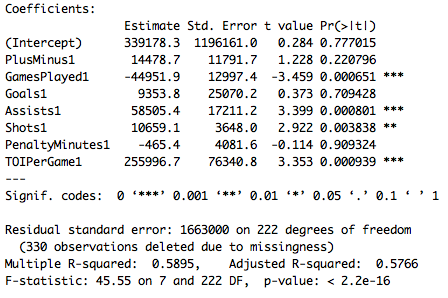 Coefficients:
Estimate Std. Error t value Pr(>|t|)
(Intercept) 339178.3 1196161.0 0.284 0.777015
PlusMinus1 14478.7 11791.7 1.228 0.220796
GamesPlayed1 -44951.9 12997.4 -3.459 0.000651 ***
Goals1 9353.8 25070.2 0.373 0.709428
Assists1 58505.4 17211.2 3.399 0.000801 ***
Shots1 10659.1 3648.0 2.922 0.003838 **
PenaltyMinutes1 -465.4 4081.6 -0.114 0.909324
TOIPerGame1 255996.7 76340.8 3.353 0.000939 ***
---
Signif. codes: 0 ‘***’ 0.001 ‘**’ 0.01 ‘*’ 0.05 ‘.’ 0.1 ‘ ’ 1
Residual standard error: 1663000 on 222 degrees of freedom
(330 observations deleted due to missingness)
Multiple R-squared: 0.5895, Adjusted R-squared: 0.5766
F-statistic: 45.55 on 7 and 222 DF, p-value: < 2.2e-16